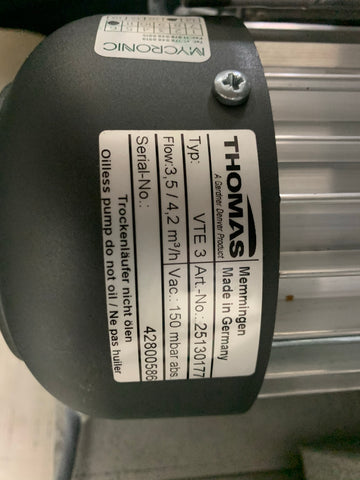 THOMAS
A Gardner Denver Product
Memmingen
Made in Germany
Typ: VTE 3 Art.-No.: 25130177
Flow: 3,5 / 4,2 m³/h Vac.: 150 mbar abs.
Serial-No.: 42800586
Trockenläufer nicht ölen
Oilless pump do not oil / Ne pas huiler
MYCRONIC